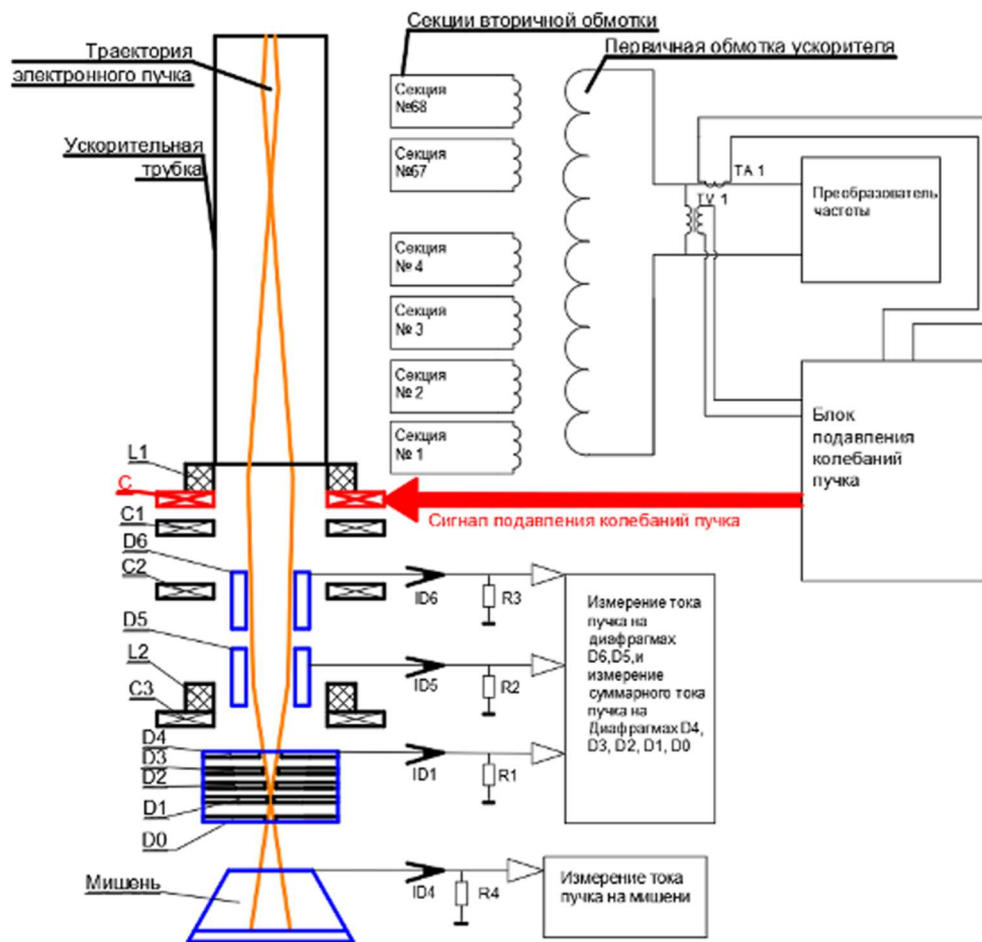 Траектория
электронного пучка
Ускорительная
трубка
L1
C
C1
D6
C2
D5
L2
C3
D4
D3
D2
D1
D0
Мишень
Секции вторичной обмотки
Первичная обмотка ускорителя
Секция
№68
Секция
№67
Секция
№ 4
Секция
№ 3
Секция
№ 2
Секция
№ 1
TA 1
TV 1
Преобразователь
частоты
Блок
подавления
колебаний
пучка
Сигнал подавления колебаний пучка
ID6
R3
ID5
R2
ID1
R1
ID4
R4
Измерение тока
пучка на
диафрагмах
D6,D5,и
измерение
суммарного тока
пучка на
Диафрагмах D4,
D3, D2, D1, D0
Измерение тока
пучка на мишени